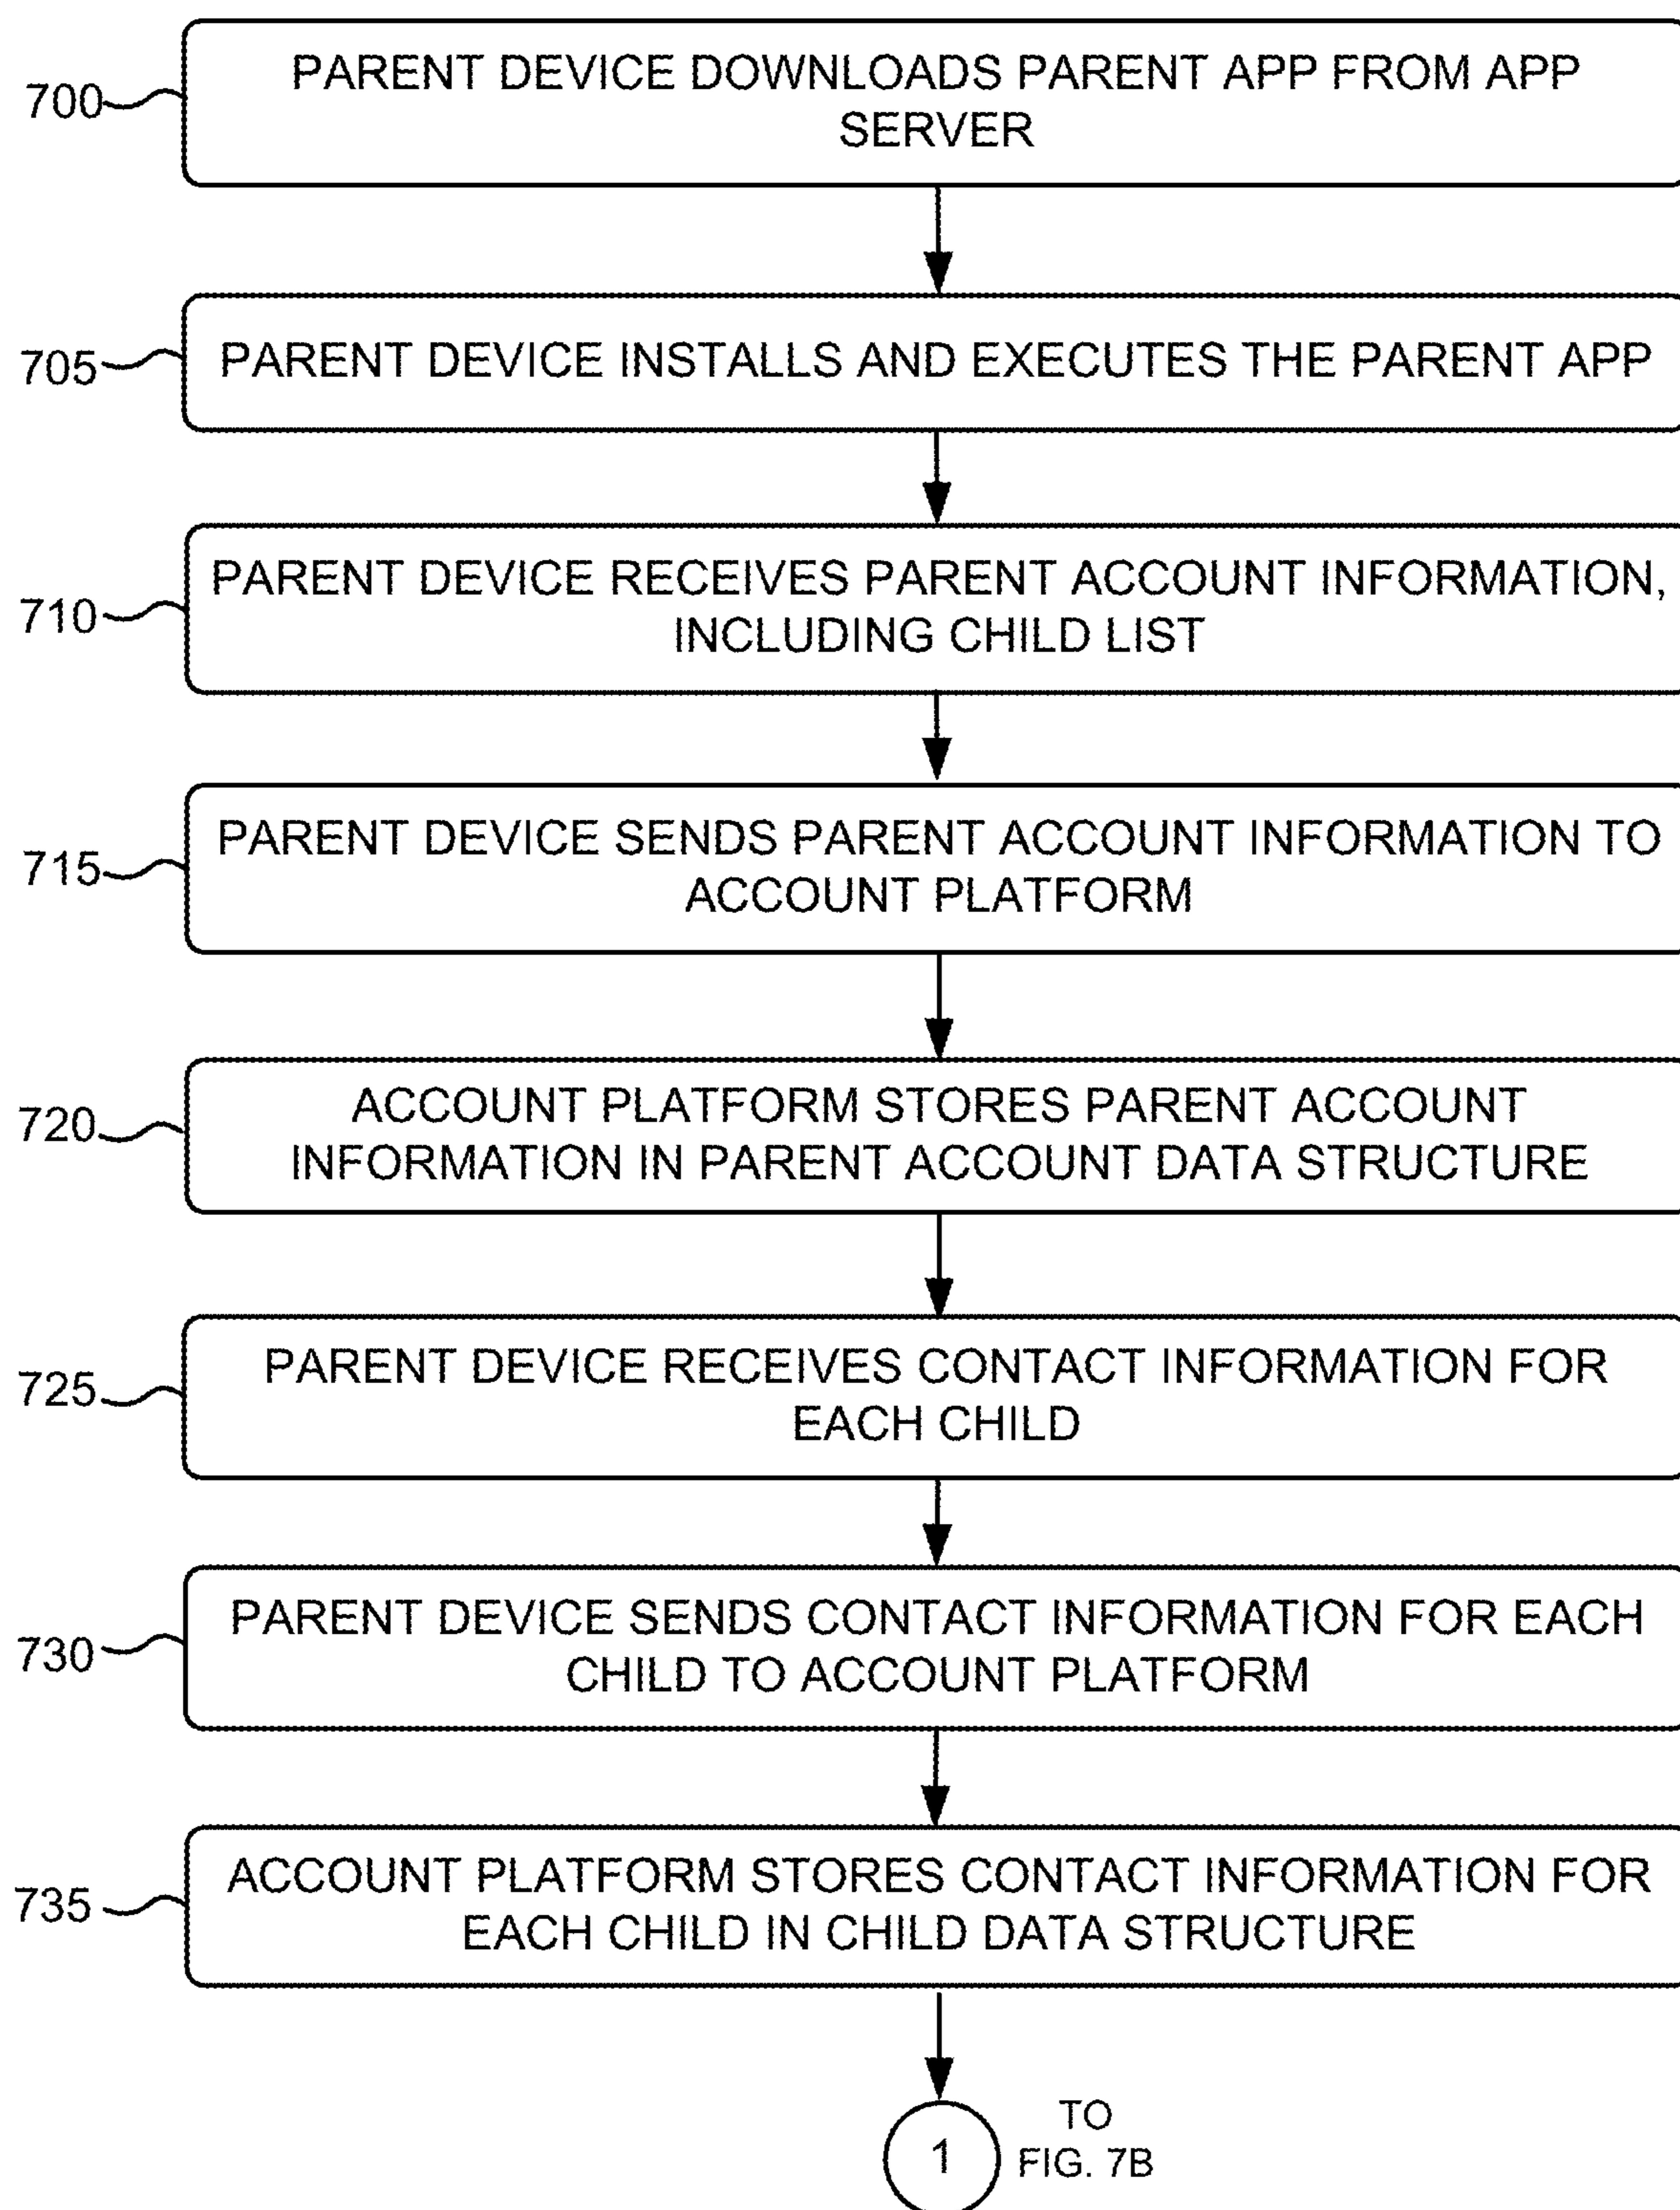 700
PARENT DEVICE DOWNLOADS PARENT APP FROM APP
SERVER
705
PARENT DEVICE INSTALLS AND EXECUTES THE PARENT APP
710
PARENT DEVICE RECEIVES PARENT ACCOUNT INFORMATION,
INCLUDING CHILD LIST
715
PARENT DEVICE SENDS PARENT ACCOUNT INFORMATION TO
ACCOUNT PLATFORM
720
ACCOUNT PLATFORM STORES PARENT ACCOUNT
INFORMATION IN PARENT ACCOUNT DATA STRUCTURE
725
PARENT DEVICE RECEIVES CONTACT INFORMATION FOR
EACH CHILD
730
PARENT DEVICE SENDS CONTACT INFORMATION FOR EACH
CHILD TO ACCOUNT PLATFORM
735
ACCOUNT PLATFORM STORES CONTACT INFORMATION FOR
EACH CHILD IN CHILD DATA STRUCTURE
1
TO
FIG. 7B